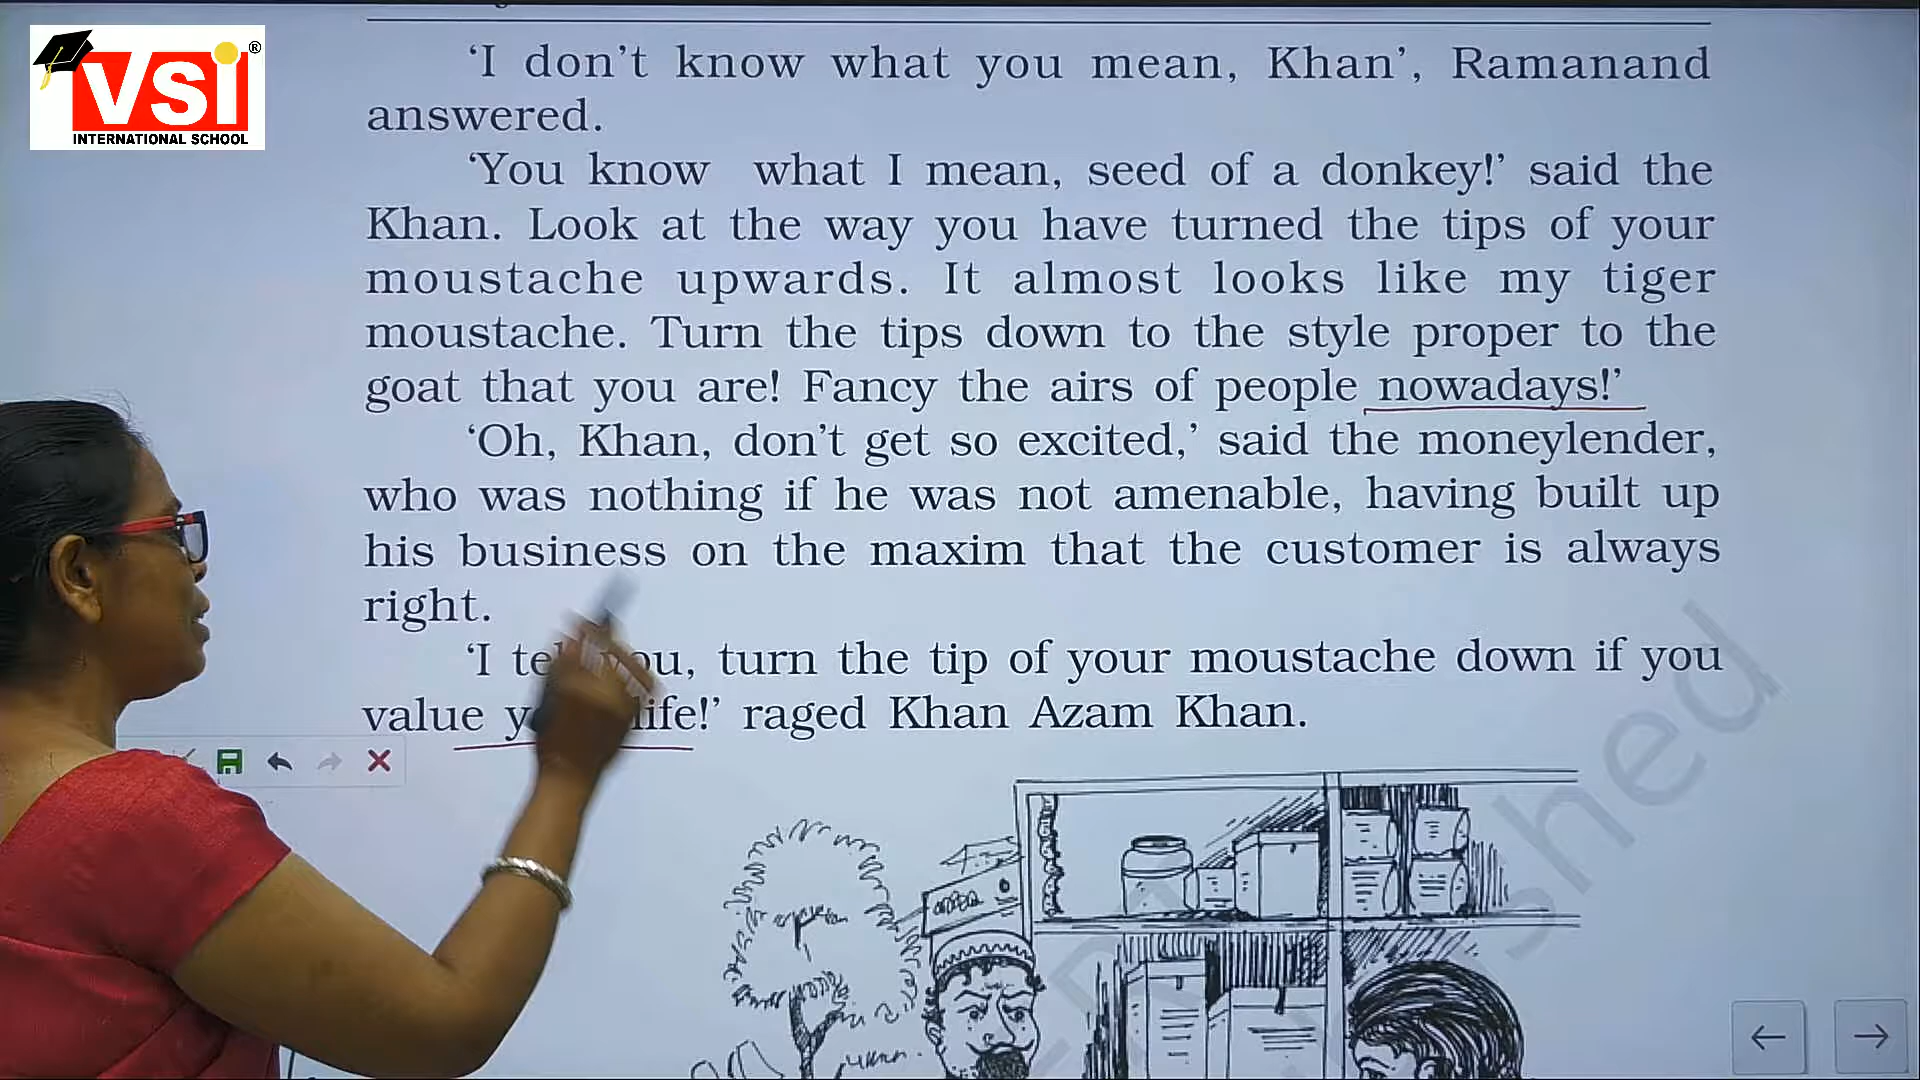 VSI
®
INTERNATIONAL SCHOOL
‘I don’t know what you mean, Khan’, Ramanand
answered.
‘You know what I mean, seed of a donkey!’ said the
Khan. Look at the way you have turned the tips of your
moustache upwards. It almost looks like my tiger
moustache. Turn the tips down to the style proper to the
goat that you are! Fancy the airs of people nowadays!’
‘Oh, Khan, don’t get so excited,’ said the moneylender,
who was nothing if he was not amenable, having built up
his business on the maxim that the customer is always
right.
‘I tell you, turn the tip of your moustache down if you
value life!’ raged Khan Azam Khan.
shed